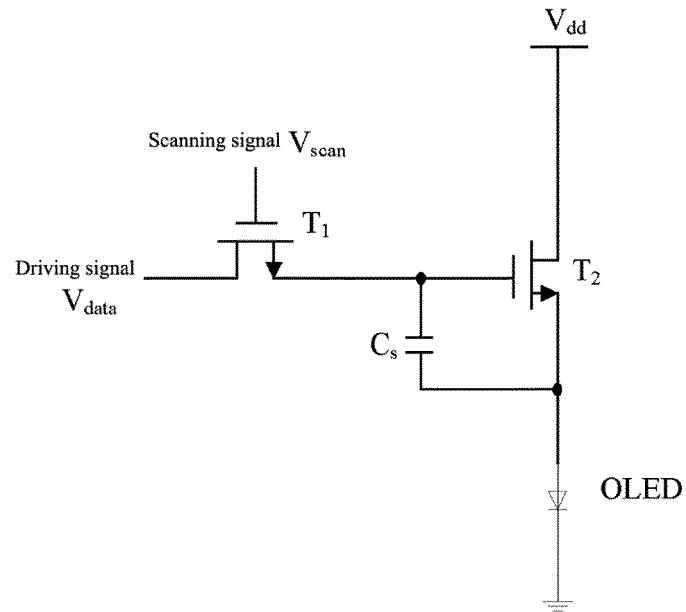 Vdd
Scanning signal Vscan
T1
Driving signal
Vdata
T2
Cs
OLED